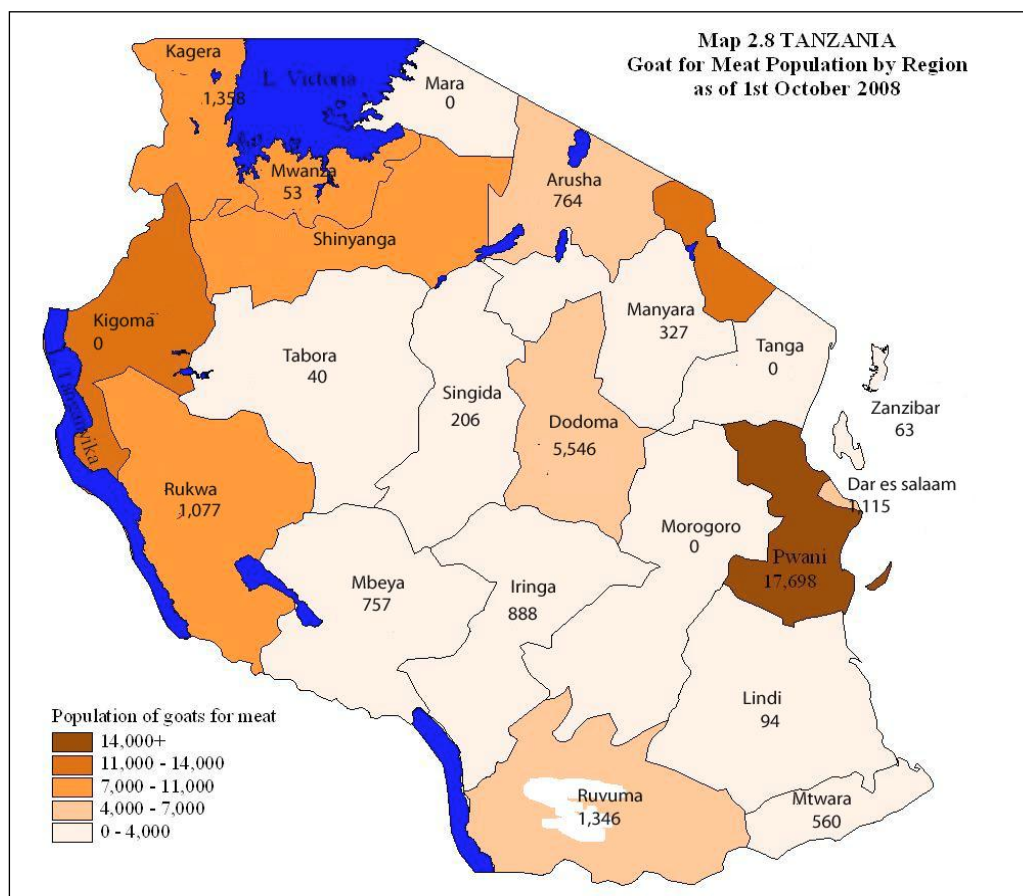 Map 2.8 TANZANIA
Goat for Meat Population by Region
as of 1st October 2008
Kagera
1,358
L. Victoria
Mara
0
Mwanza
53
Arusha
764
Shinyanga
Kigoma
0
Manyara
327
Tanga
0
Tabora
40
Singida
206
Dodoma
5,546
Zanzibar
63
Dar es salaam
1,115
Rukwa
1,077
Morogoro
0
Pwani
17,698
Mbeya
757
Iringa
888
Lindi
94
Ruvuma
1,346
Mtwara
560
Population of goats for meat
14,000+
11,000 - 14,000
7,000 - 11,000
4,000 - 7,000
0 - 4,000